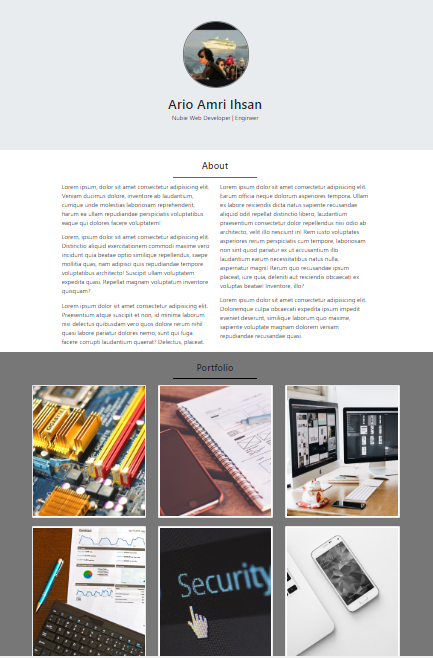 Ario Amri Ihsan
Nubie Web Developer | Engineer
About
Lorem ipsum, dolor sit amet consectetur adipisicing elit.
Veniam ducimus dolore, inventore ab laudantium,
cumque unde molestias laboriosam reprehenderit,
harum ea ullam repudiandae perspiciatis voluptatibus
eaque qui dolores facere voluptatem!
Lorem ipsum, dolor sit amet consectetur adipisicing elit.
Distinctio aliquid exercitationem commodi maxime vero
incidunt quia beatae optio similique repellendus, saepe
mollitia quas, nam adipisci quis repudiandae tempore
voluptatibus architecto! Suscipit ullam voluptatem
expedita quasi. Repellat magnam voluptatum inventore
quisquam?
Lorem ipsum dolor sit amet consectetur adipisicing elit.
Praesentium atque suscipit et non, id minima laborum
nisi delectus quibusdam vero quos dolore rerum nihil
quasi labore pariatur dolores nemo, sunt qui fuga
facere corrupti laudantium quaerat? Delectus, placeat.
Lorem ipsum dolor sit amet consectetur adipisicing elit.
Earum officia neque dolorum asperiores tempora. Ullam
ex labore reiciendis dicta natus sapiente recusandae
aliquid odit repellat distinctio libero, laudantium
praesentium consectetur dolor repellendus nisi odio ab
architecto, velit illo nesciunt in! Rem iusto voluptates
asperiores rerum perspiciatis cum tempore, laboriosam
non sint quod pariatur ex ut accusantium illo
laudantium earum necessitatibus natus nulla,
aspernatur magni! Rerum quo recusandae ipsum
placeat, iure quia, deleniti aut reiciendis obcaecati ex
voluptas beatae! Inventore, illo?
Lorem ipsum dolor sit amet consectetur adipisicing elit.
Doloremque culpa obcaecati expedita ipsum impedit
eveniet deserunt, similique laborum quo maxime,
sapiente voluptate magnam dolorem veniam
repudiandae recusandae quasi.
Portfolio
Security